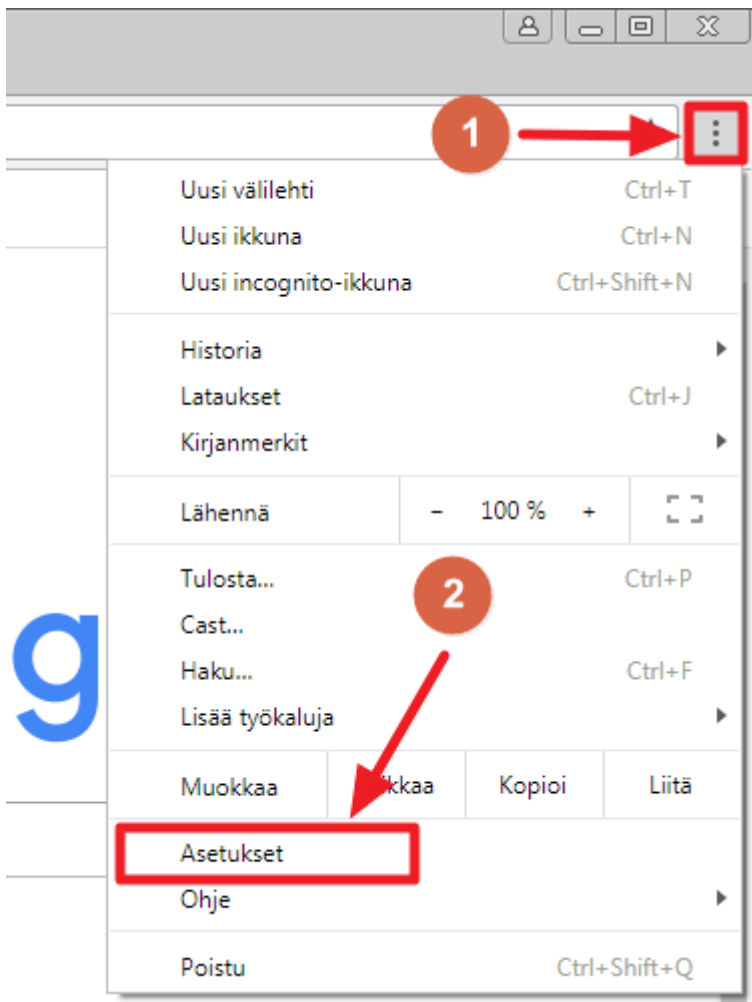 1
Uusi välilehti Ctrl+T
Uusi ikkuna Ctrl+N
Uusi incognito-ikkuna Ctrl+Shift+N
Historia
Lataukset Ctrl+J
Kirjanmerkit
Lähennä - 100 % +
Tulosta... Ctrl+P
2
Cast...
g
Haku... Ctrl+F
Lisää työkaluja
Muokkaa Kopioi Liitä
Asetukset
Ohje
Poistu Ctrl+Shift+Q